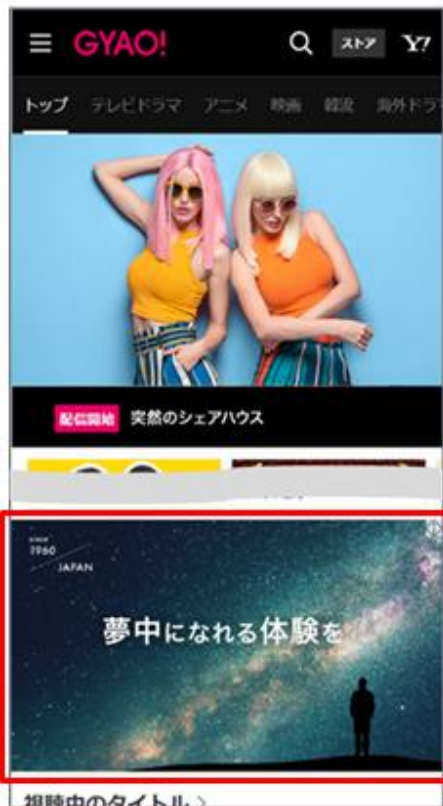 GYAO!
ストア
Y!
トップ テレビドラマ アニメ 映画 韓流 海外ドラ
配信開始 突然のシェアハウス
SINCE
1960
JAPAN
夢中になれる体験を
視聴中のタイトル >